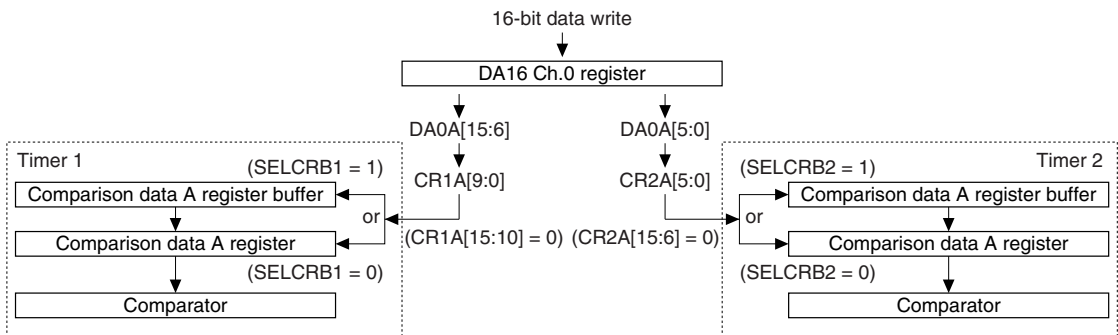 16-bit data write
DA16 Ch.0 register
DA0A[15:6]
DA0A[5:0]
Timer 1
(SELCRB1 = 1)
CR1A[9:0]
CR2A[5:0]
(SELCRB2 = 1)
Timer 2
Comparison data A register buffer
or
or
Comparison data A register buffer
Comparison data A register
(CR1A[15:10] = 0)
(CR2A[15:6] = 0)
Comparison data A register
(SELCRB1 = 0)
(SELCRB2 = 0)
Comparator
Comparator